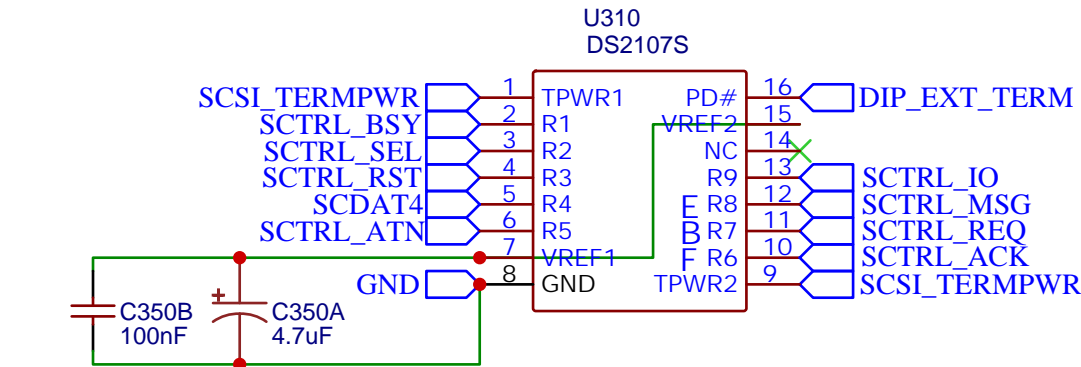 U310
DS2107S
SCSI_TERMPWR 1 TPWR1 PD# 16 DIP_EXT_TERM
SCTRL_BSY 2 R1 VREF2 15
SCTRL_SEL 3 R2 NC 14
SCTRL_RST 4 R3 R9 13 SCTRL_IO
SCDAT4 5 R4 E R8 12 SCTRL_MSG
SCTRL_ATN 6 R5 B R7 11 SCTRL_REQ
7 VREF1 F R6 10 SCTRL_ACK
GND 8 GND TPWR2 9 SCSI_TERMPWR
+
C350B C350A
100nF 4.7uF